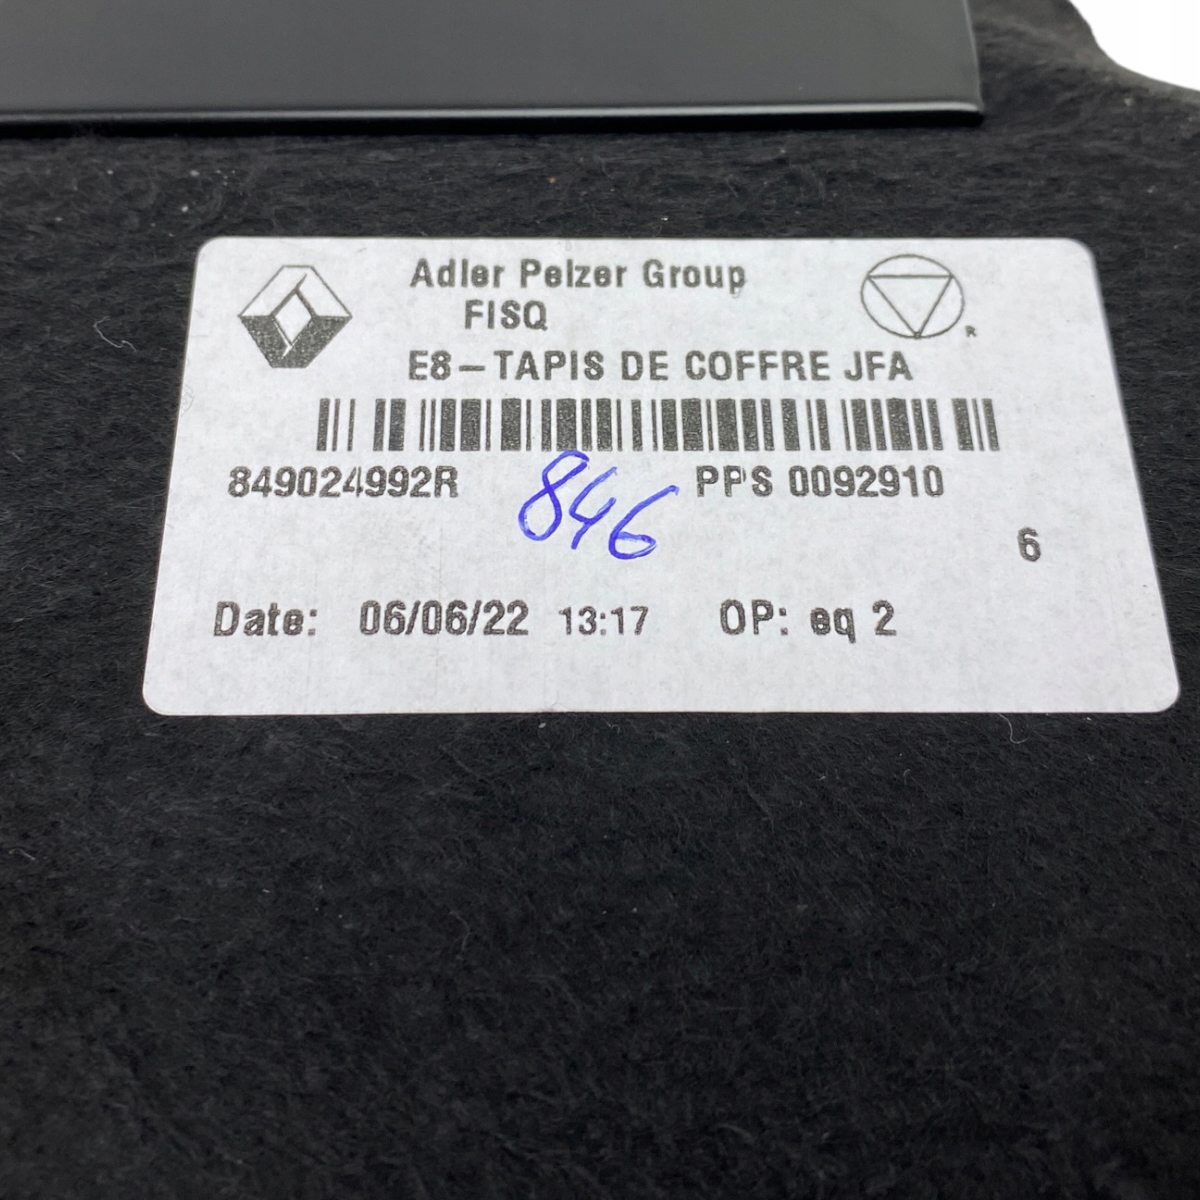 Adler Pelzer Group
FISQ
R
E8-TAPIS DE COFFRE JFA
849024992R 846 PPS 0092910
6
Date: 06/06/22 13:17 OP: eq 2